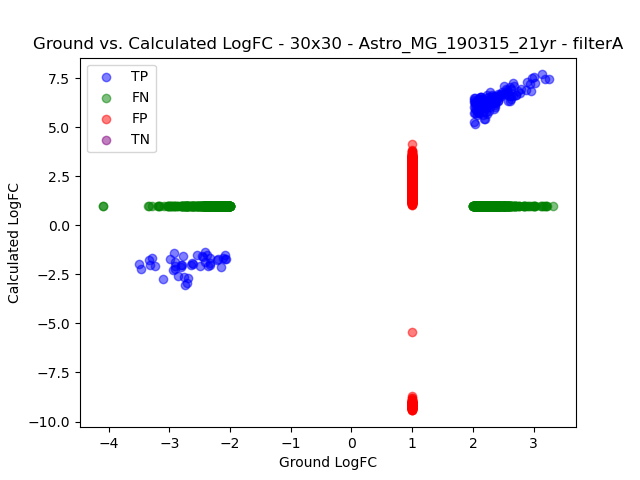 Ground vs. Calculated LogFC - 30x30 - Astro_MG_190315_21yr - filterA
TP
FN
FP
TN
7.5
5.0
2.5
0.0
−2.5
−5.0
−7.5
−10.0
Calculated LogFC
−4
−3
−2
−1
0
1
2
3
Ground LogFC